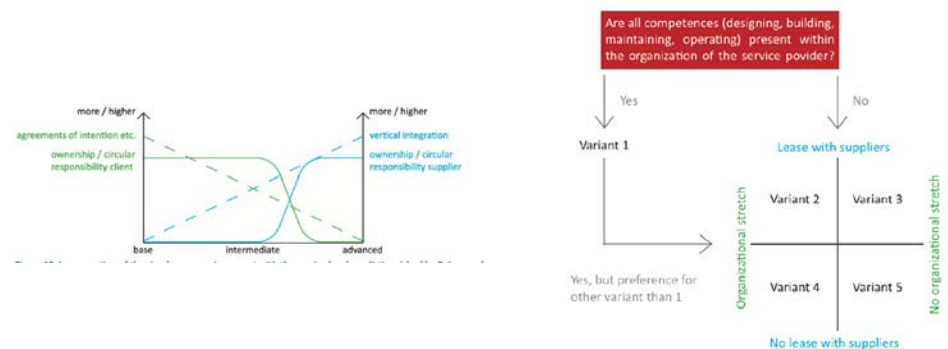 more / higher
more / higher
agreements of intention etc.
vertical integration
ownership / circular
responsibility client
ownership / circular
responsibility supplier
base
intermediate
advanced
Are all competences (designing, building,
maintaining, operating) present within
the organization of the service povider?
Yes
No
Variant 1
Lease with suppliers
Variant 2
Variant 3
Organizational stretch
No organizational stretch
Yes, but preference for
other variant than 1
Variant 4
Variant 5
No lease with suppliers